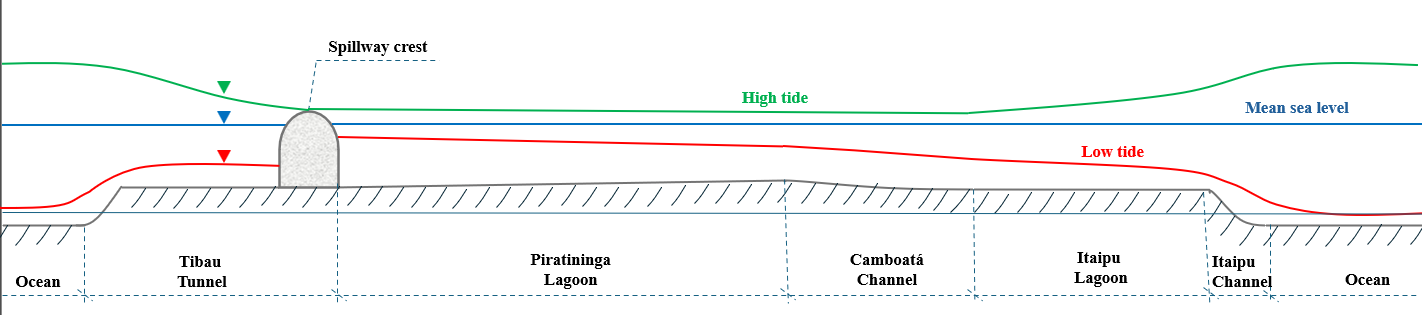 Spillway crest
High tide
Mean sea level
Low tide
Ocean
Tibau
Tunnel
Piratininga
Lagoon
Camboatá
Channel
Itaipu
Lagoon
Itaipu
Channel
Ocean